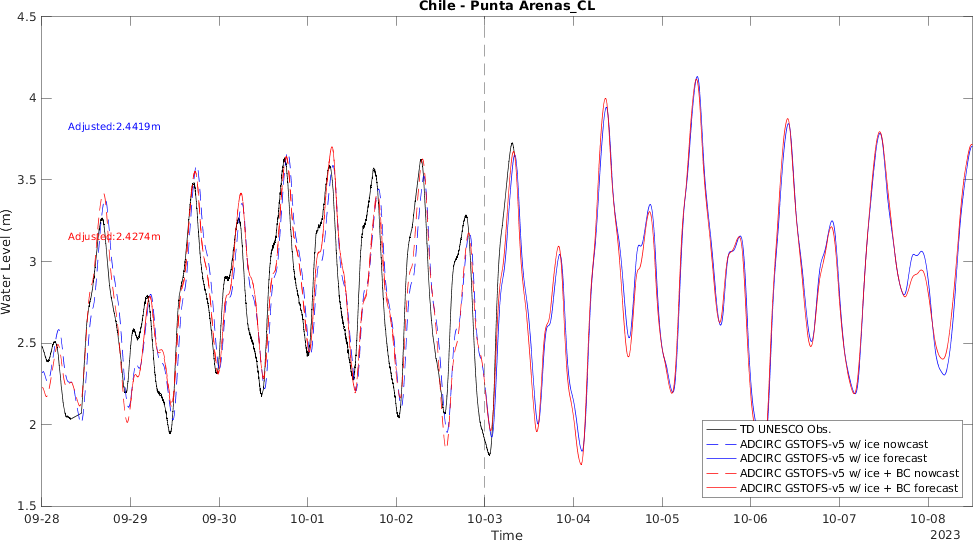 Chile - Punta Arenas_CL
4.5
4
3.5
3
2.5
2
1.5
Water Level (m)
Adjusted:2.4419m
Adjusted:2.4274m
TD UNESCO Obs.
ADCIRC GSTOFS-v5 w/ ice nowcast
ADCIRC GSTOFS-v5 w/ ice forecast
ADCIRC GSTOFS-v5 w/ ice + BC nowcast
ADCIRC GSTOFS-v5 w/ ice + BC forecast
09-28 09-29 09-30 10-01 10-02 10-03 10-04 10-05 10-06 10-07 10-08
2023
Time